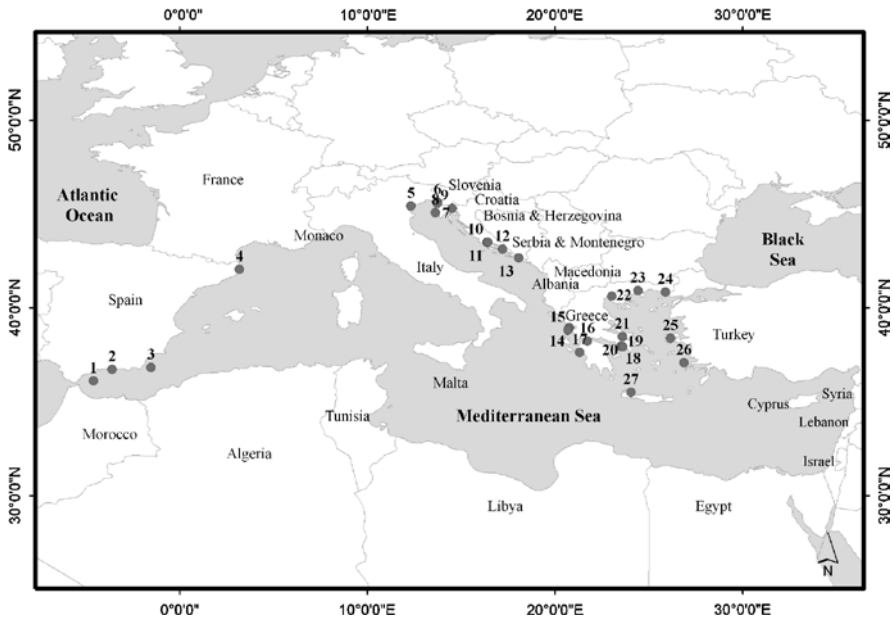 0°0'0" 10°0'0"E 20°0'0"E 30°0'0"E
50°0'0"N
50°0'0"N
France
Atlantic
Ocean
5
6
9
8
7
Slovenia
Croatia
Bosnia & Herzegovina
10
12
Serbia & Montenegro
11
13
Monaco
4
Italy
Macedonia
Albania
Black
Sea
23
24
22
40°0'0"N
40°0'0"N
Spain
15
Greece
14
16
17
21
19
20
18
25
26
Turkey
1
2
3
27
Malta
Mediterranean Sea
Cyprus
Syria
Lebanon
Israel
Morocco
Tunisia
Algeria
30°0'0"N
30°0'0"N
Libya
Egypt
N
0°0'0" 10°0'0"E 20°0'0"E 30°0'0"E